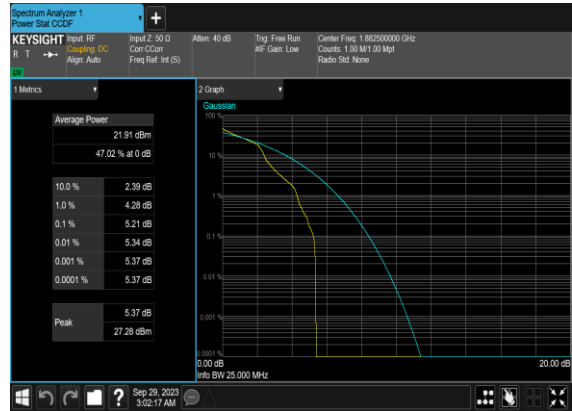 Spectrum Analyzer 1
Power Stat CCDF
+
KEYSIGHT
R T
LW
Input: RF
Coupling: DC
Align: Auto
Input Z: 50 Ω
Corr CCorr
Freq Ref: Int (S)
Atten: 40 dB
Trig: Free Run
#IF Gain: Low
Center Freq: 1.882500000 GHz
Counts: 1.00 M/1.00 Mpt
Radio Std: None
1 Metrics
Average Power
21.91 dBm
47.02 % at 0 dB
10.0 % 2.39 dB
1.0 % 4.28 dB
0.1 % 5.21 dB
0.01 % 5.34 dB
0.001 % 5.37 dB
0.0001 % 5.37 dB
Peak
5.37 dB
27.28 dBm
2 Graph
Gaussian
100 %
10 %
1 %
0.1 %
0.01 %
0.001 %
0.0001 %
0.00 dB 20.00 dB
Info BW 25.000 MHz
?
Sep 29, 2023
3:02:17 AM